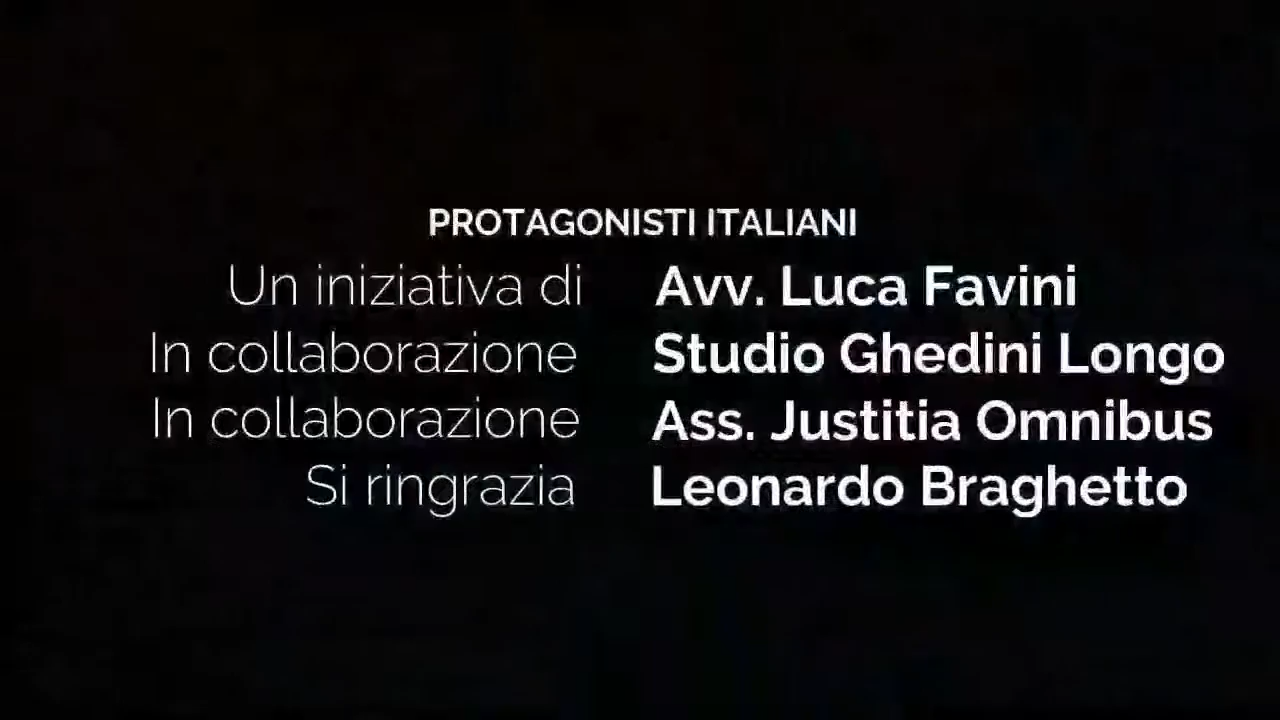 PROTAGONISTI ITALIANI
Un iniziativa di Avv. Luca Favini
In collaborazione Studio Ghedini Longo
In collaborazione Ass. Justitia Omnibus
Si ringrazia Leonardo Braghetto